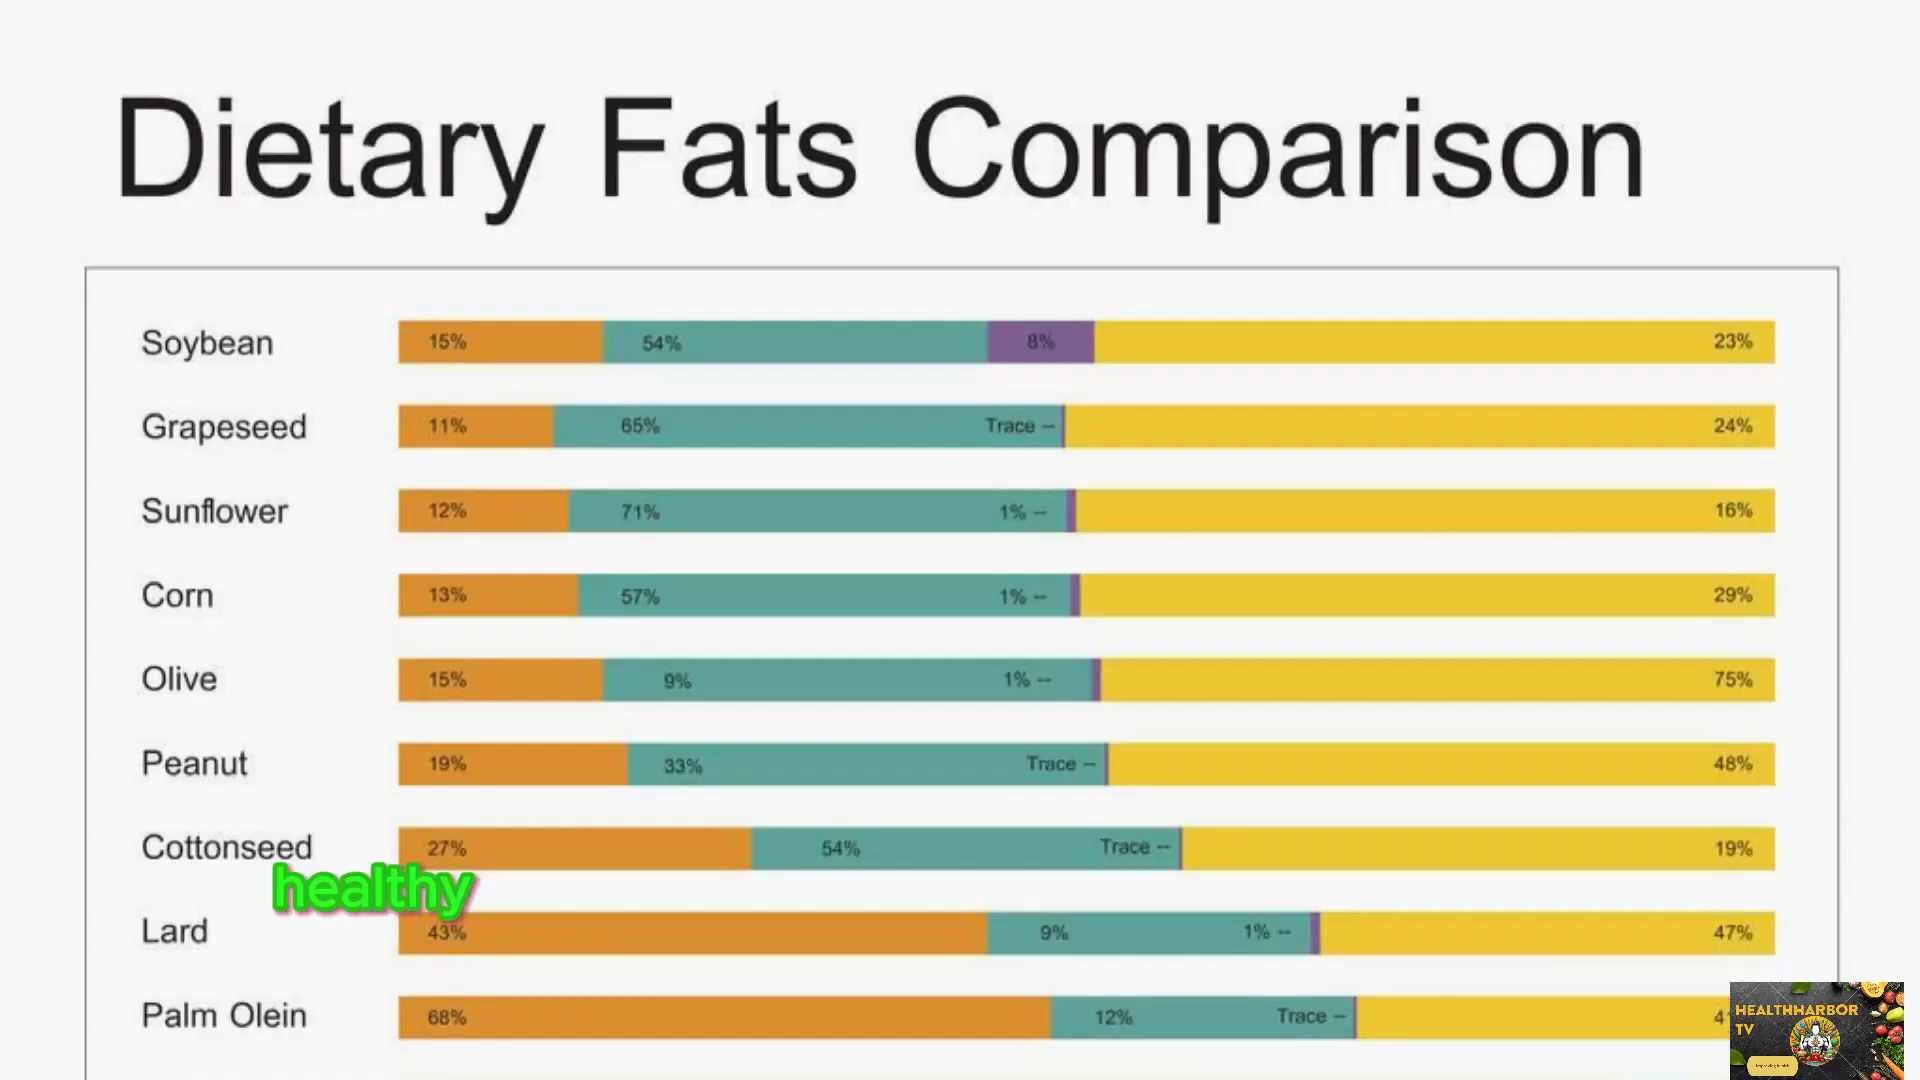 Dietary Fats Comparison
Soybean 15% 54% 8% 23%
Grapeseed 11% 65% Trace – 24%
Sunflower 12% 71% 1% – 16%
Corn 13% 57% 1% – 29%
Olive 15% 9% 1% – 75%
Peanut 19% 33% Trace – 48%
Cottonseed 27% 54% Trace – 19%
healthy
Lard 43% 9% 1% – 47%
Palm Olein 68% 12% Trace –
HEALTHHARBOR
TV